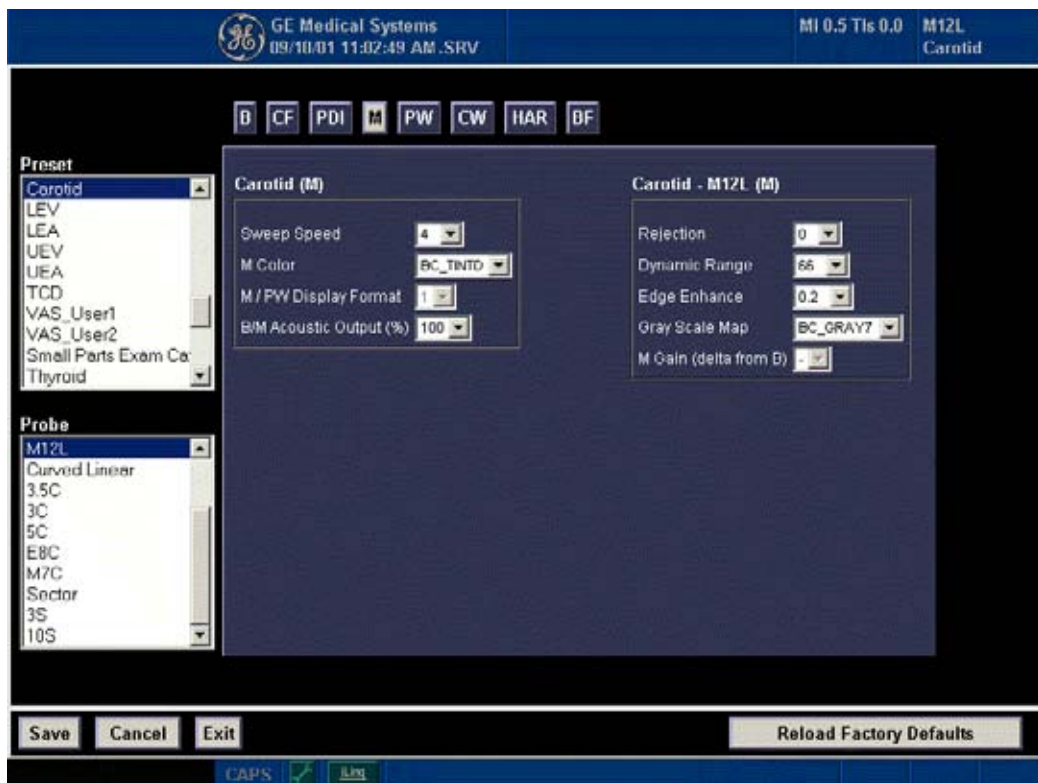 GE Medical Systems
09/10/01 11:02:49 AM .SRV
MI 0.5 TIs 0.0
M12L
Carotid
B CF PDI M PW CW HAR BF
Preset
Carotid
LEV
LEA
UEV
UEA
TCD
VAS_User1
VAS_User2
Small Parts Exam Ca
Thyroid
Probe
M12L
Curved Linear
3.5C
3C
5C
E8C
M7C
Sector
3S
10S
Carotid (M)
Sweep Speed 4
M Color BC_TINTD
M / PW Display Format 1
B/M Acoustic Output (%) 100
Carotid - M12L (M)
Rejection 0
Dynamic Range 66
Edge Enhance 0.2
Gray Scale Map BC_GRAY7
M Gain (delta from B) -
Save Cancel Exit
Reload Factory Defaults
CAPS iLinq